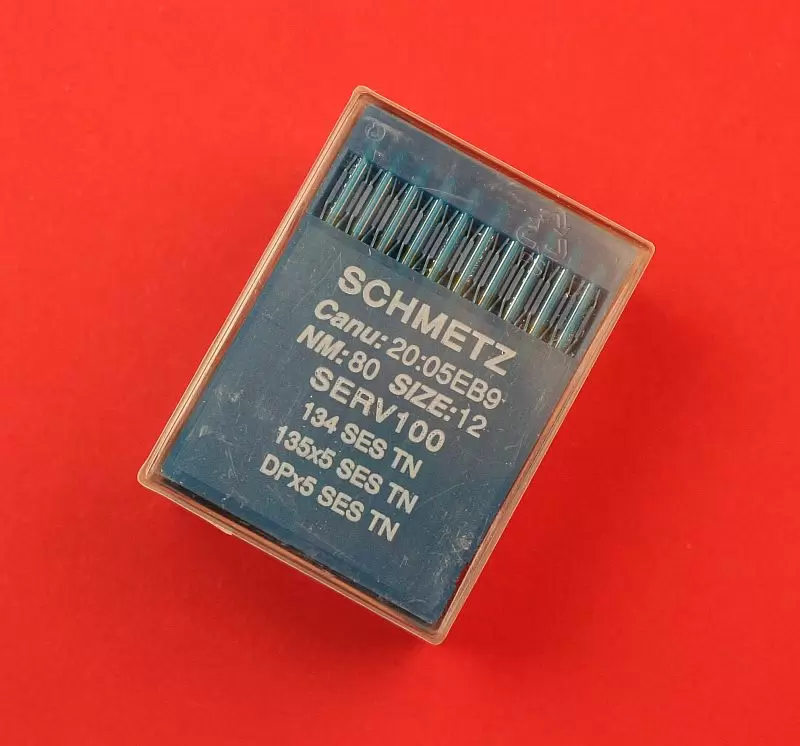 SCHMETZ
Canu: 20:05EB9
NM:80 SIZE:12
SERV100
134 SES TN
135x5 SES TN
DPx5 SES TN